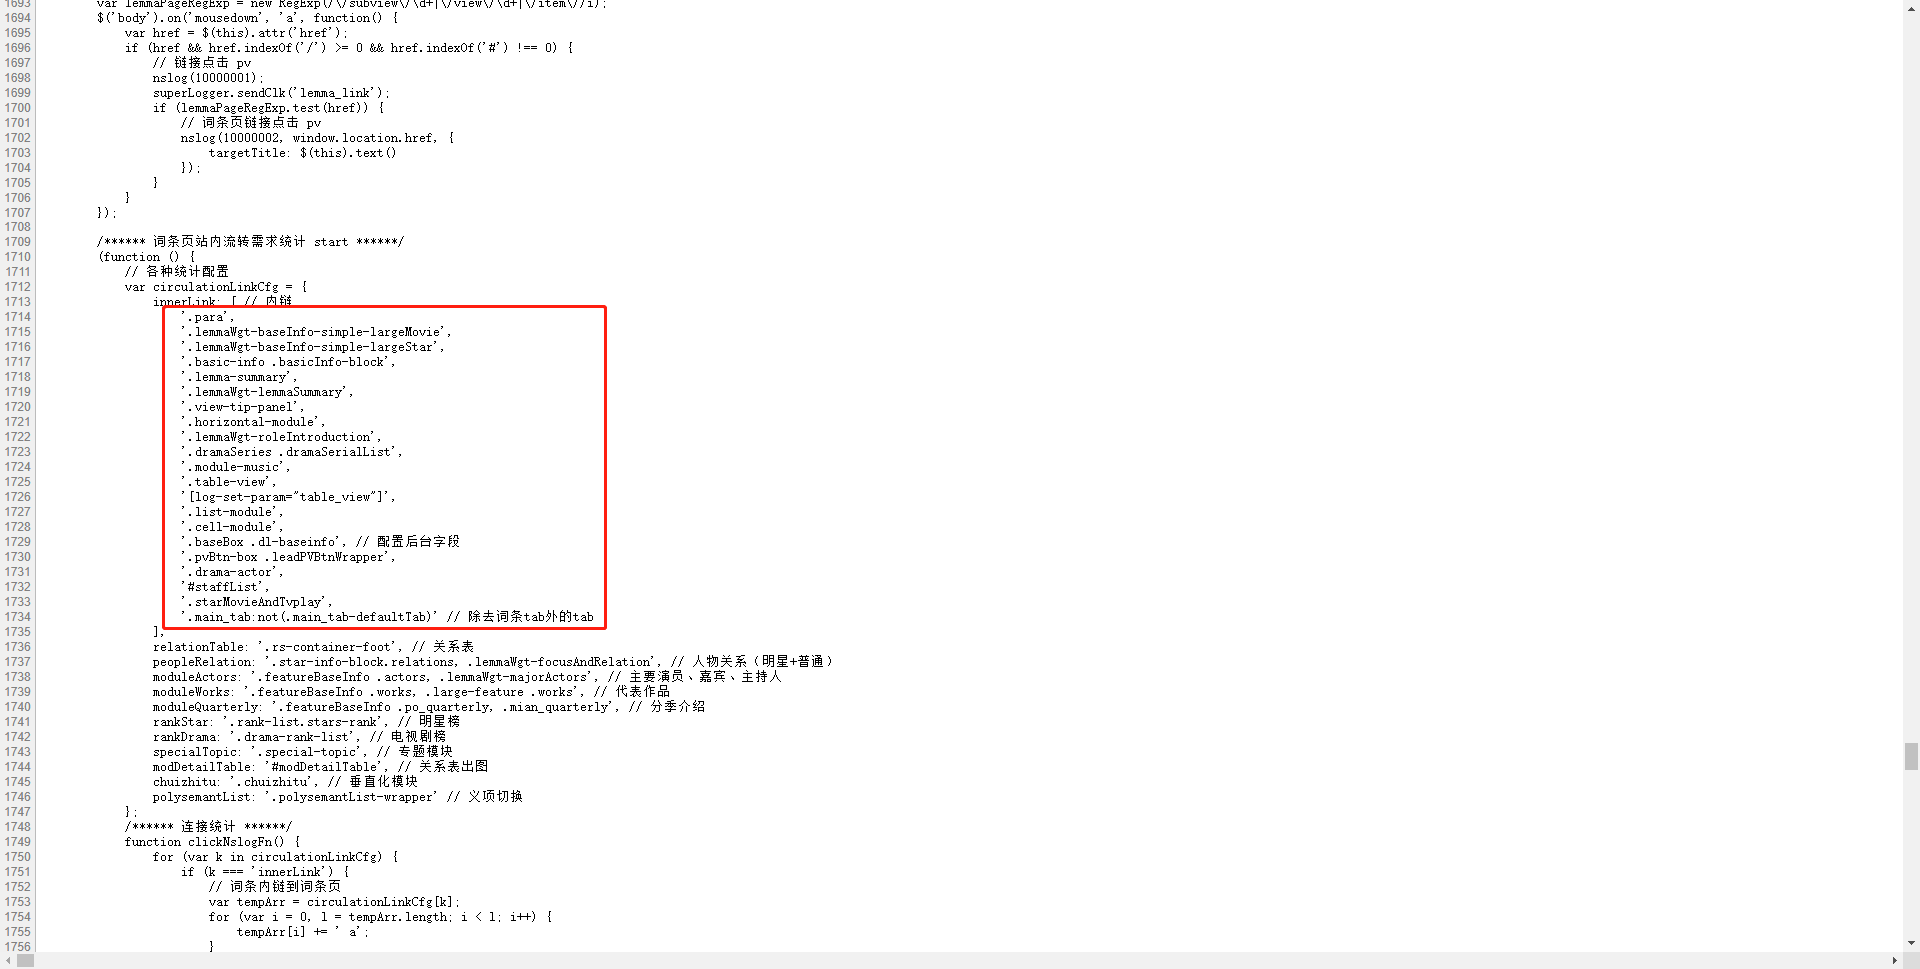 1693 var lemmaPageRegExp = new RegExp(/\/subview\/\d+|\/view\/\d+|\/item\//i);
1694 $('body').on('mousedown', 'a', function() {
1695 var href = $(this).attr('href');
1696 if (href && href.indexOf('/') >= 0 && href.indexOf('#') !== 0) {
1697 // 链接点击 pv
1698 nslog(10000001);
1699 superLogger.sendClk('lemma_link');
1700 if (lemmaPageRegExp.test(href)) {
1701 // 词条页链接点击 pv
1702 nslog(10000002, window.location.href, {
1703 targetTitle: $(this).text()
1704 });
1705 }
1706 }
1707 });
1708
1709 /****** 词条页站内流转需求统计 start ******/
1710 (function () {
1711 // 各种统计配置
1712 var circulationLinkCfg = {
1713 innerLink: [ // 内链
1714 '.para',
1715 '.lemmaWgt-baseInfo-simple-largeMovie',
1716 '.lemmaWgt-baseInfo-simple-largeStar',
1717 '.basic-info .basicInfo-block',
1718 '.lemma-summary',
1719 '.lemmaWgt-lemmaSummary',
1720 '.view-tip-panel',
1721 '.horizontal-module',
1722 '.lemmaWgt-roleIntroduction',
1723 '.dramaSeries .dramaSerialList',
1724 '.module-music',
1725 '.table-view',
1726 '[log-set-param="table_view"]',
1727 '.list-module',
1728 '.cell-module',
1729 '.baseBox .dl-baseinfo', // 配置后台字段
1730 '.pvBtn-box .leadPVBtnWrapper',
1731 '.drama-actor',
1732 '#staffList',
1733 '.starMovieAndTvplay',
1734 '.main_tab:not(.main_tab-defaultTab)' // 除去词条tab外的tab
1735 ],
1736 relationTable: '.rs-container-foot', // 关系表
1737 peopleRelation: '.star-info-block.relations, .lemmaWgt-focusAndRelation', // 人物关系（明星+普通）
1738 moduleActors: '.featureBaseInfo .actors, .lemmaWgt-majorActors', // 主要演员、嘉宾、主持人
1739 moduleWorks: '.featureBaseInfo .works, .large-feature .works', // 代表作品
1740 moduleQuarterly: '.featureBaseInfo .po_quarterly, .mian_quarterly', // 分季介绍
1741 rankStar: '.rank-list.stars-rank', // 明星榜
1742 rankDrama: '.drama-rank-list', // 电视剧榜
1743 specialTopic: '.special-topic', // 专题模块
1744 modDetailTable: '#modDetailTable', // 关系表出图
1745 chuizhitu: '.chuizhitu', // 垂直化模块
1746 polysemantList: '.polysemantList-wrapper' // 义项切换
1747 };
1748 /****** 连接统计 ******/
1749 function clickNslogFn() {
1750 for (var k in circulationLinkCfg) {
1751 if (k === 'innerLink') {
1752 // 词条内链到词条页
1753 var tempArr = circulationLinkCfg[k];
1754 for (var i = 0, l = tempArr.length; i < l; i++) {
1755 tempArr[i] += ' a';
1756 }